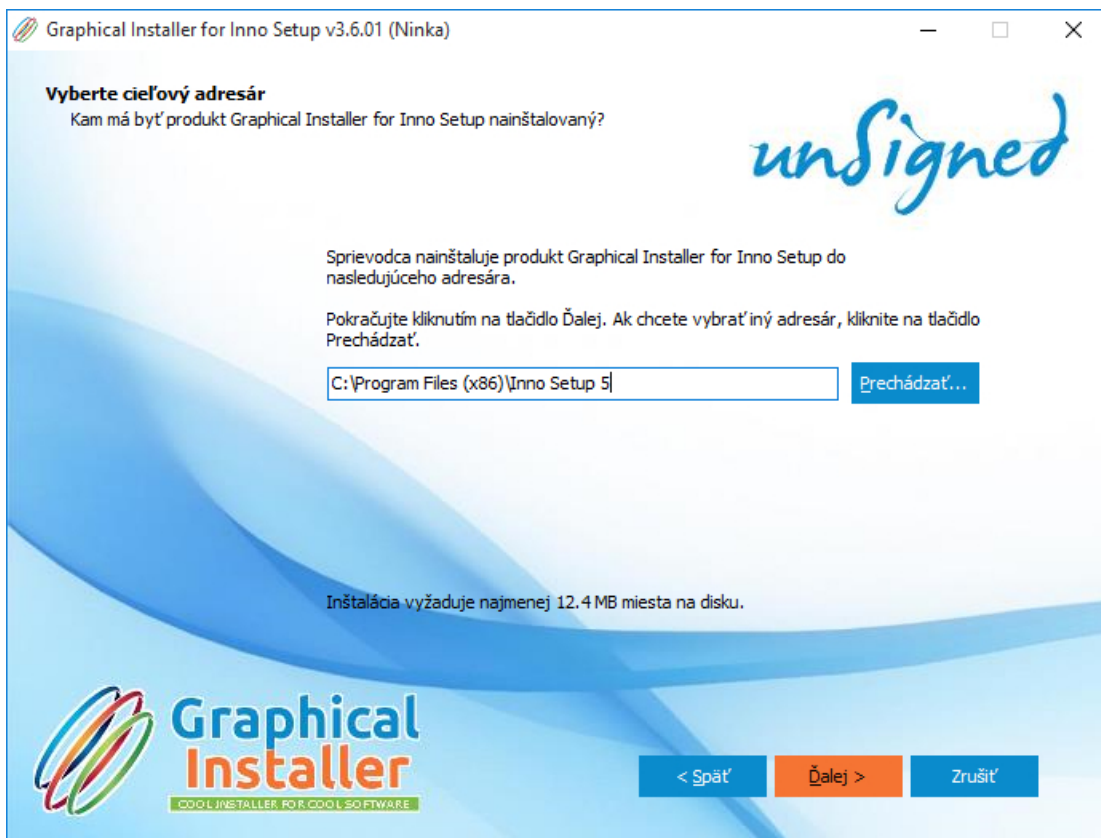 Graphical Installer for Inno Setup v3.6.01 (Ninka)
Vyberte cieľový adresár
Kam má byť produkt Graphical Installer for Inno Setup nainštalovaný?
unSigned
Sprievodca nainštaluje produkt Graphical Installer for Inno Setup do
nasledujúceho adresára.
Pokračujte kliknutím na tlačidlo Ďalej. Ak chcete vybrať iný adresár, kliknite na tlačidlo
Prechádzať.
C:\Program Files (x86)\Inno Setup 5
Prechádzať...
Inštalácia vyžaduje najmenej 12.4 MB miesta na disku.
Graphical
Installer
COOL INSTALLER FOR COOL SOFTWARE
< Späť
Ďalej >
Zrušiť